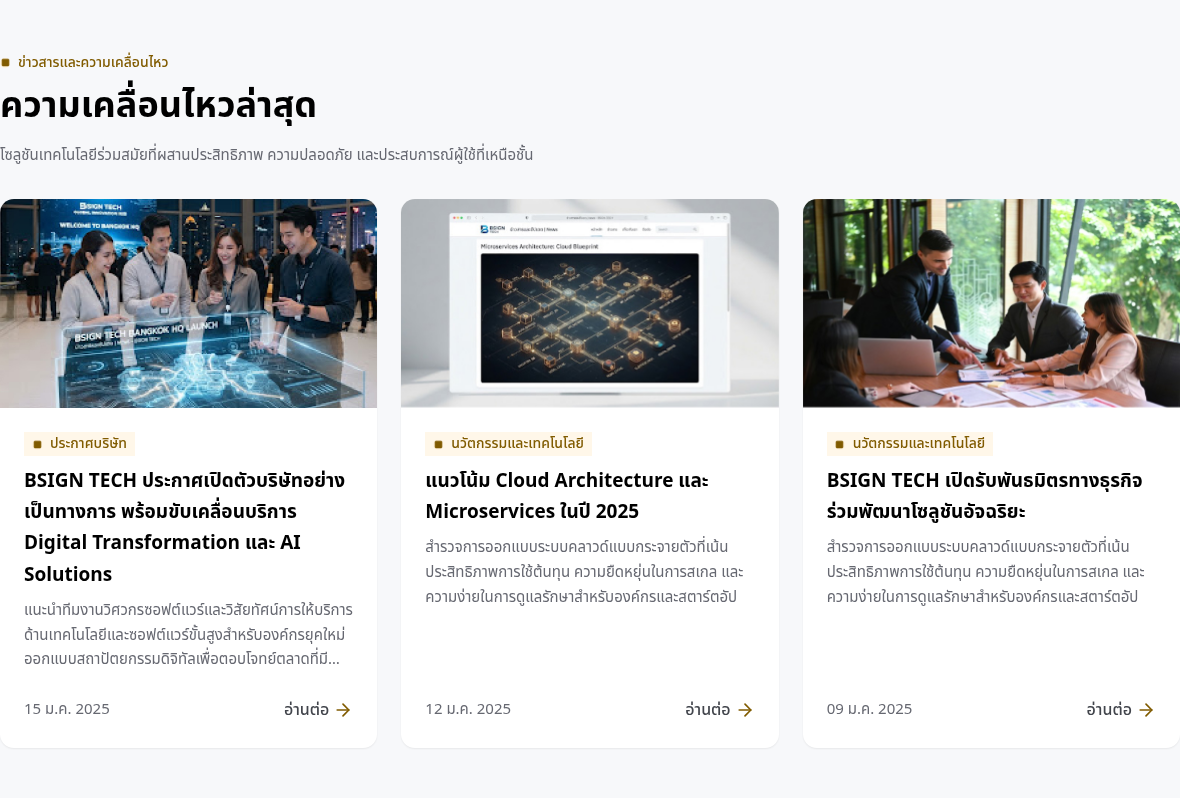 ข่าวสารและความเคลื่อนไหว
ความเคลื่อนไหวล่าสุด
โซลูชันเทคโนโลยีร่วมสมัยที่ผสานประสิทธิภาพ ความปลอดภัย และประสบการณ์ผู้ใช้ที่เหนือชั้น
BSIGN TECH
WELCOME TO BANGKOK HQ
BSIGN TECH BANGKOK HQ LAUNCH
ประกาศบริษัท
BSIGN TECH ประกาศเปิดตัวบริษัทอย่าง
เป็นทางการ พร้อมขับเคลื่อนบริการ
Digital Transformation และ AI
Solutions
แนะนำทีมงานวิศวกรซอฟต์แวร์และวิสัยทัศน์การให้บริการ
ด้านเทคโนโลยีและซอฟต์แวร์ขั้นสูงสำหรับองค์กรยุคใหม่
ออกแบบสถาปัตยกรรมดิจิทัลเพื่อตอบโจทย์ตลาดที่มี...
15 ม.ค. 2025
อ่านต่อ
BSIGN
Microservices Architecture: Cloud Blueprint
นวัตกรรมและเทคโนโลยี
แนวโน้ม Cloud Architecture และ
Microservices ในปี 2025
สำรวจการออกแบบระบบคลาวด์แบบกระจายตัวที่เน้น
ประสิทธิภาพการใช้ต้นทุน ความยืดหยุ่นในการสเกล และ
ความง่ายในการดูแลรักษาสำหรับองค์กรและสตาร์ตอัป
12 ม.ค. 2025
อ่านต่อ
นวัตกรรมและเทคโนโลยี
BSIGN TECH เปิดรับพันธมิตรทางธุรกิจ
ร่วมพัฒนาโซลูชันอัจฉริยะ
สำรวจการออกแบบระบบคลาวด์แบบกระจายตัวที่เน้น
ประสิทธิภาพการใช้ต้นทุน ความยืดหยุ่นในการสเกล และ
ความง่ายในการดูแลรักษาสำหรับองค์กรและสตาร์ตอัป
09 ม.ค. 2025
อ่านต่อ